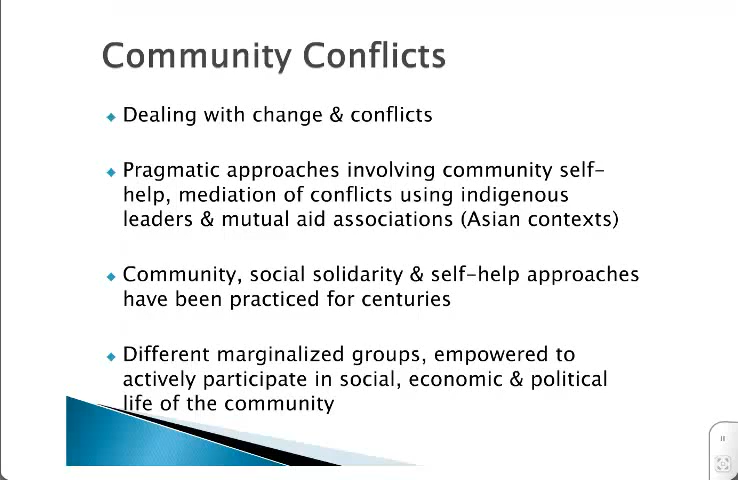 Community Conflicts
Dealing with change & conflicts
Pragmatic approaches involving community self-
help, mediation of conflicts using indigenous
leaders & mutual aid associations (Asian contexts)
Community, social solidarity & self-help approaches
have been practiced for centuries
Different marginalized groups, empowered to
actively participate in social, economic & political
life of the community